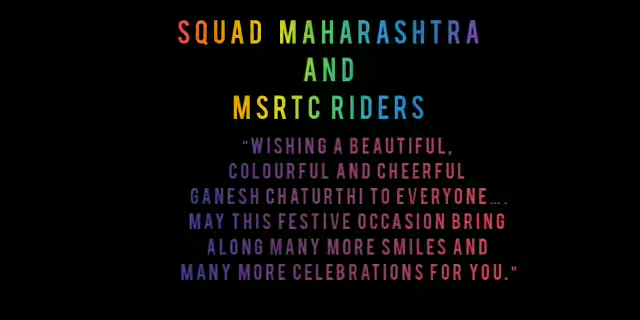 SQUAD MAHARASHTRA
AND
MSRTC RIDERS
"WISHING A BEAUTIFUL,
COLOURFUL AND CHEERFUL
GANESH CHATURTHI TO EVERYONE….
MAY THIS FESTIVE OCCASION BRING
ALONG MANY MORE SMILES AND
MANY MORE CELEBRATIONS FOR YOU."